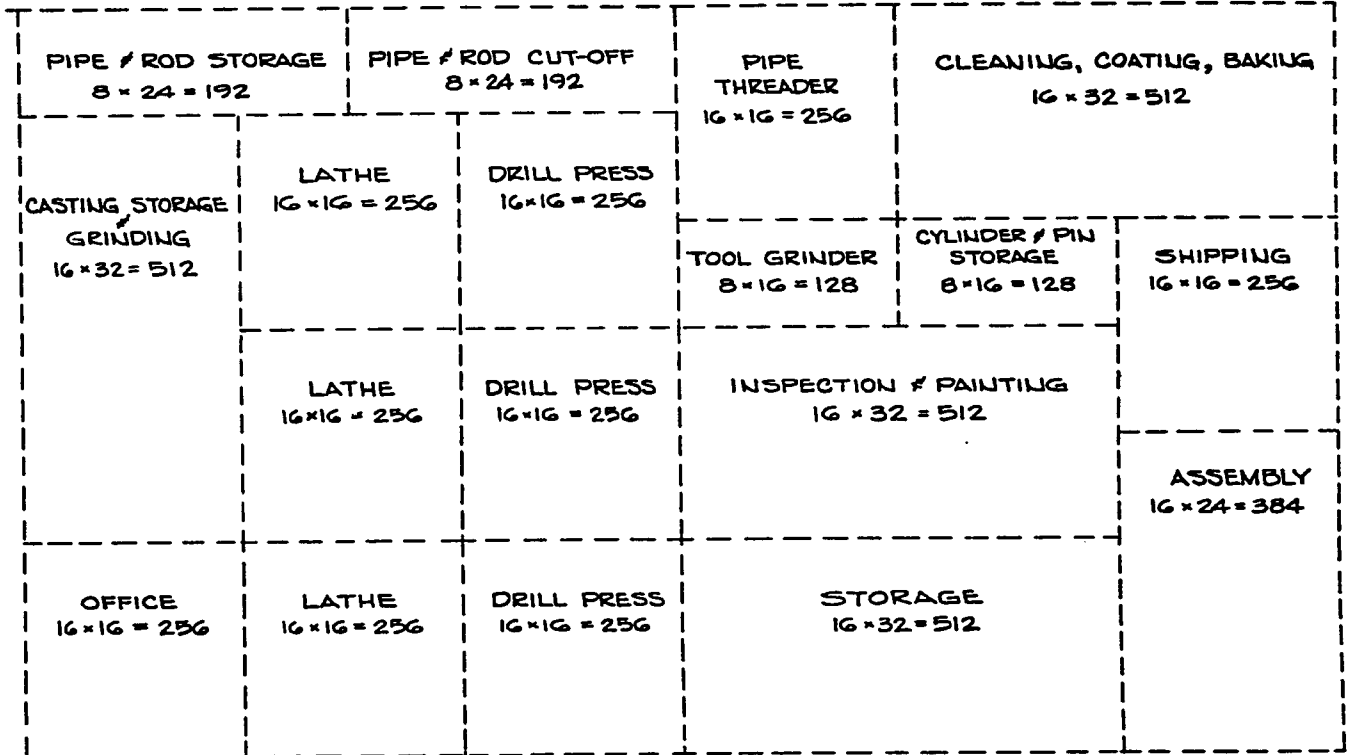 PIPE & ROD STORAGE
8 × 24 = 192
PIPE & ROD CUT-OFF
8 × 24 = 192
PIPE
THREADER
16 × 16 = 256
CLEANING, COATING, BAKING
16 × 32 = 512
CASTING STORAGE
&
GRINDING
16 × 32 = 512
LATHE
16 × 16 = 256
DRILL PRESS
16 × 16 = 256
TOOL GRINDER
8 × 16 = 128
CYLINDER & PIN
STORAGE
8 × 16 = 128
SHIPPING
16 × 16 = 256
LATHE
16 × 16 = 256
DRILL PRESS
16 × 16 = 256
INSPECTION & PAINTING
16 × 32 = 512
ASSEMBLY
16 × 24 = 384
OFFICE
16 × 16 = 256
LATHE
16 × 16 = 256
DRILL PRESS
16 × 16 = 256
STORAGE
16 × 32 = 512